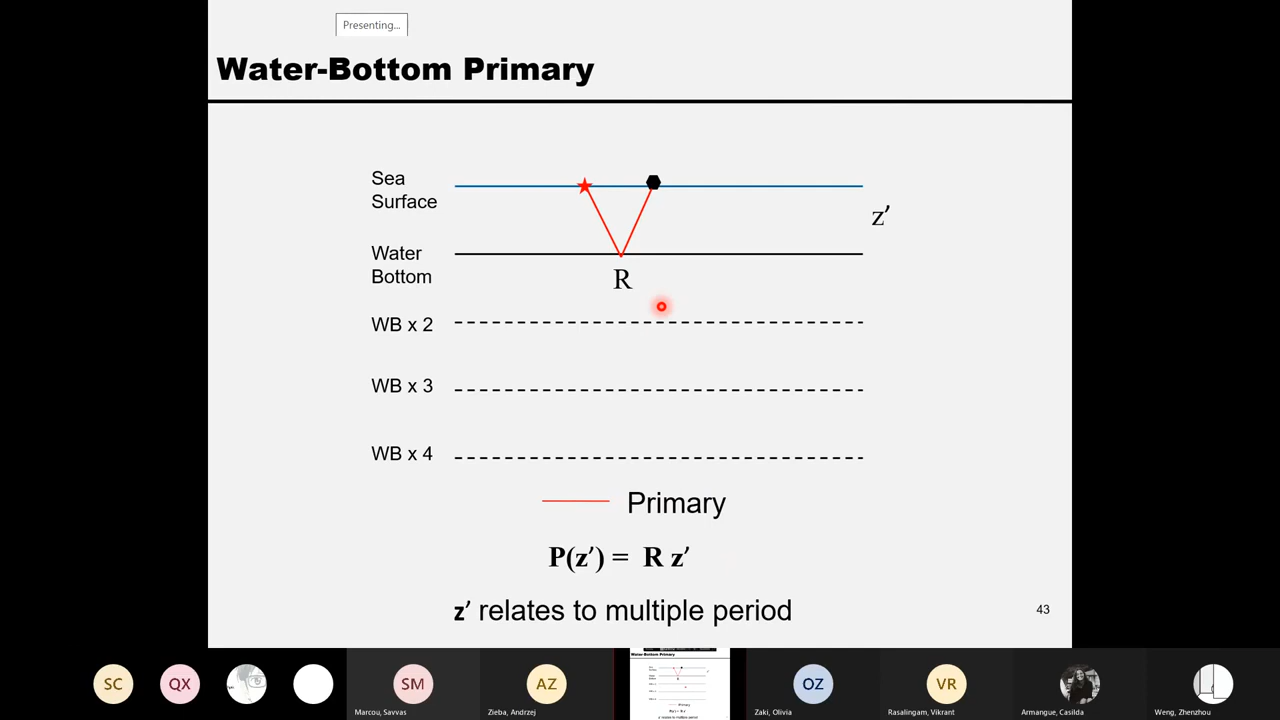 Presenting...
Water-Bottom Primary
Sea
Surface
z′
Water
Bottom
R
WB x 2
WB x 3
WB x 4
Primary
P(z′) = R z′
z′ relates to multiple period
43
SC
QX
SM
AZ
OZ
VR
Marcou, Savvas
Zieba, Andrzej
Zaki, Olivia
Rasalingam, Vikrant
Armangue, Casilda
Weng, Zhenzhou